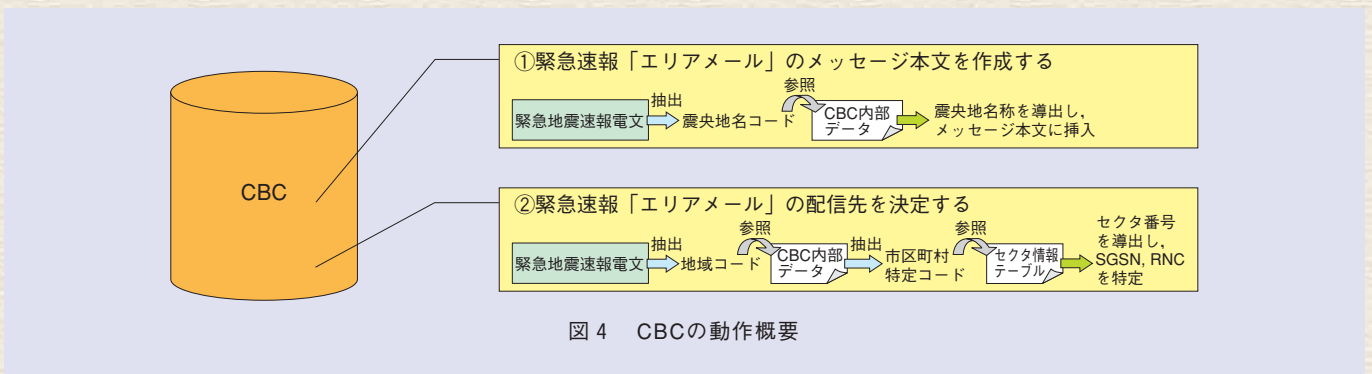 CBC
①緊急速報「エリアメール」のメッセージ本文を作成する
緊急地震速報電文
抽出
震央地名コード
参照
CBC内部
データ
震央地名称を導出し,
メッセージ本文に挿入
②緊急速報「エリアメール」の配信先を決定する
緊急地震速報電文
抽出
地域コード
参照
CBC内部
データ
抽出
市区町村
特定コード
参照
セクタ情報
テーブル
セクタ番号
を導出し,
SGSN, RNC
を特定
図4 CBCの動作概要